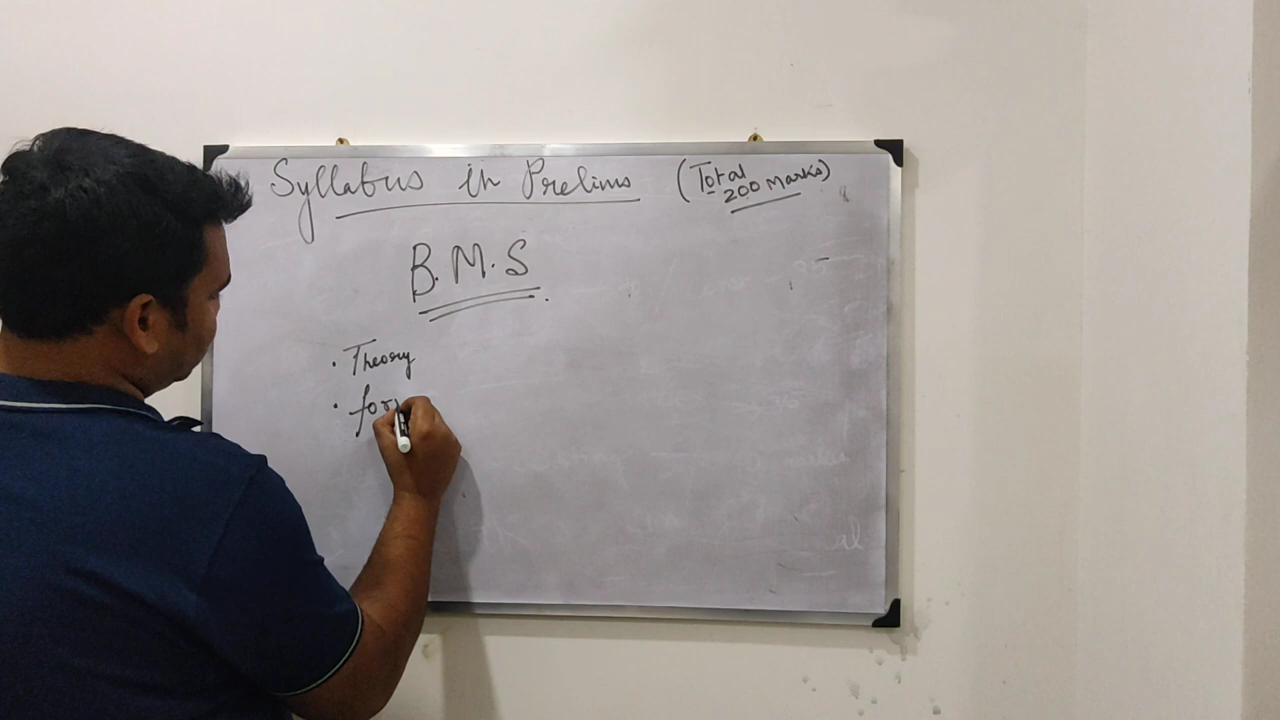 Syllabus in Prelims (Total
200 Marks)
B.M.S
• Theory
• for